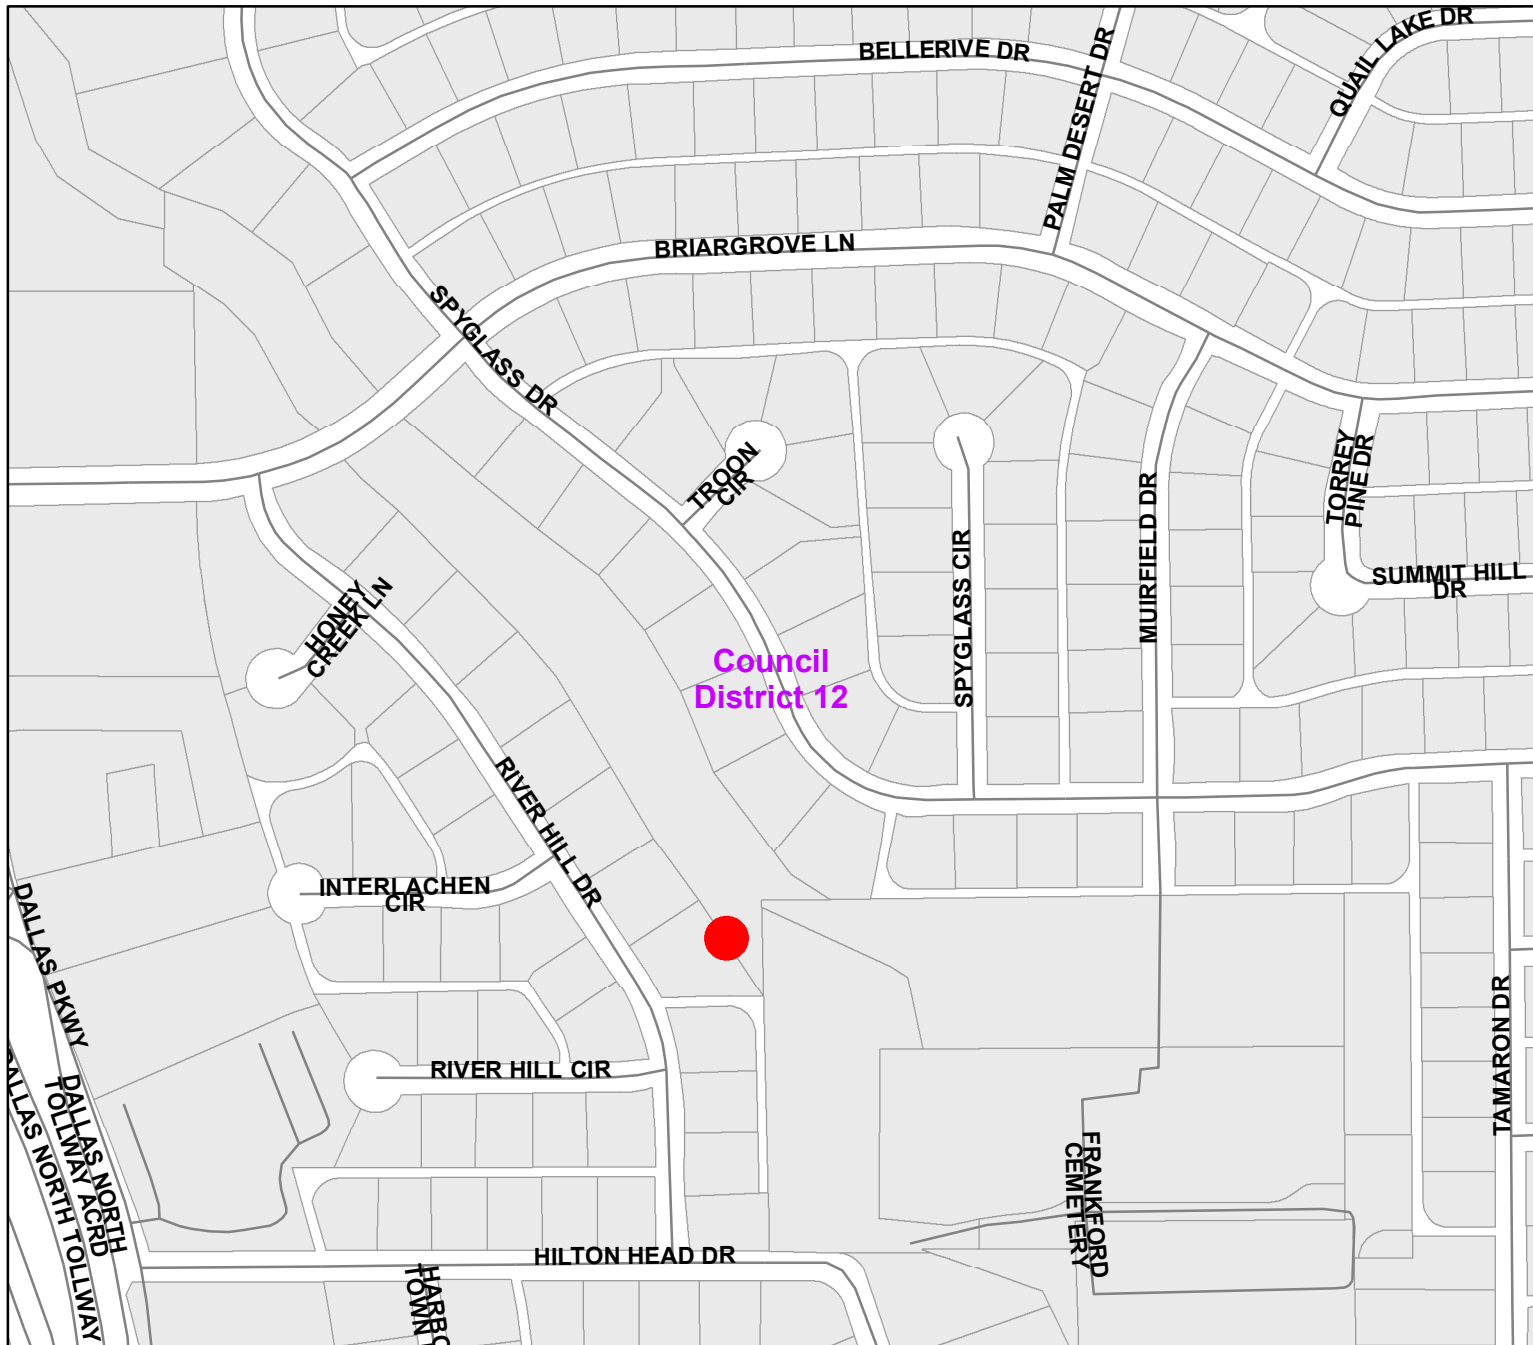 BELLERIVE DR
PALM DESERT DR
QUAIL LAKE DR
BRIARGROVE LN
SPYGLASS DR
TROON
CIR
SPYGLASS CIR
MUIRFIELD DR
TORREY
PINE DR
SUMMIT HILL
DR
HONEY
CREEK LN
Council
District 12
RIVER HILL DR
INTERLACHEN
CIR
DALLAS PKWY
RIVER HILL CIR
TAMARON DR
DALLAS NORTH
TOLLWAY ACRD
DALLAS NORTH TOLLWAY
FRANKFORD
CEMETERY
HILTON HEAD DR
HARBO
TOWN